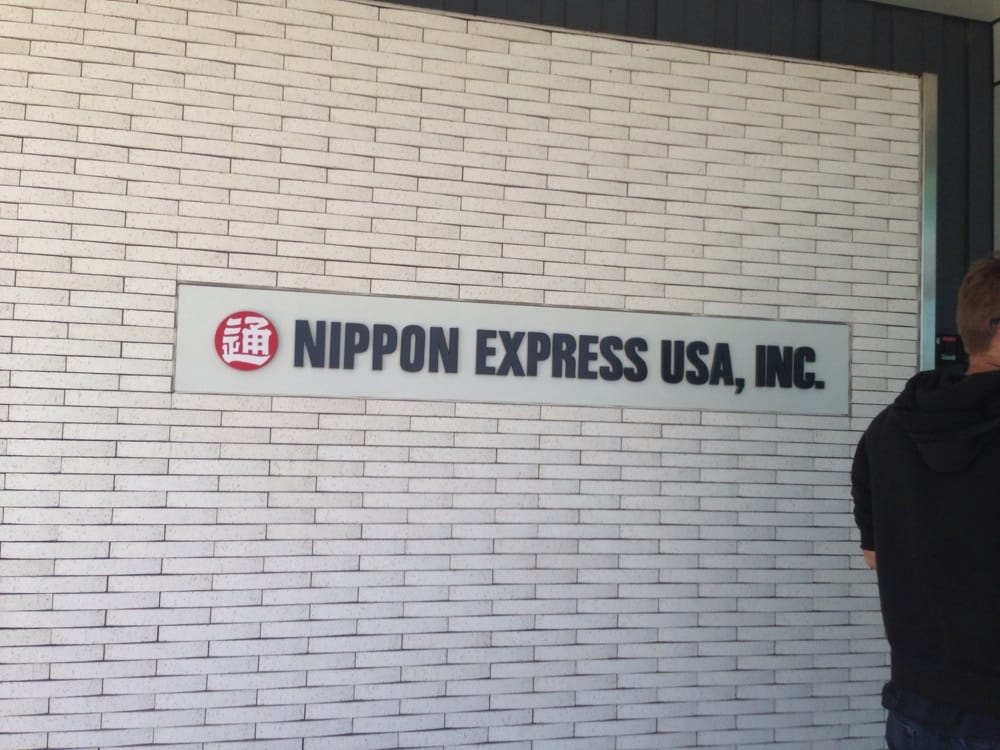 通 NIPPON EXPRESS USA, INC.